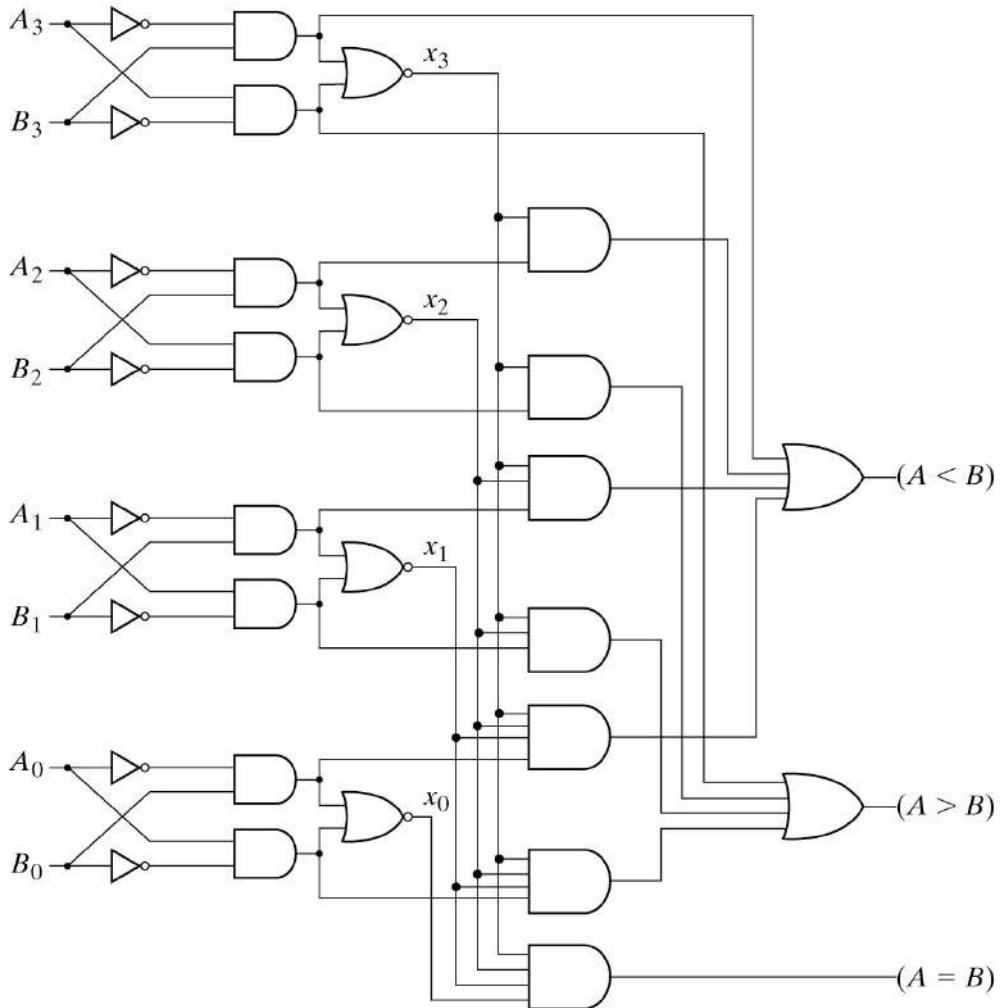 A₃
x₃
B₃
A₂
x₂
B₂
(A < B)
A₁
x₁
B₁
A₀
x₀
(A > B)
B₀
(A = B)